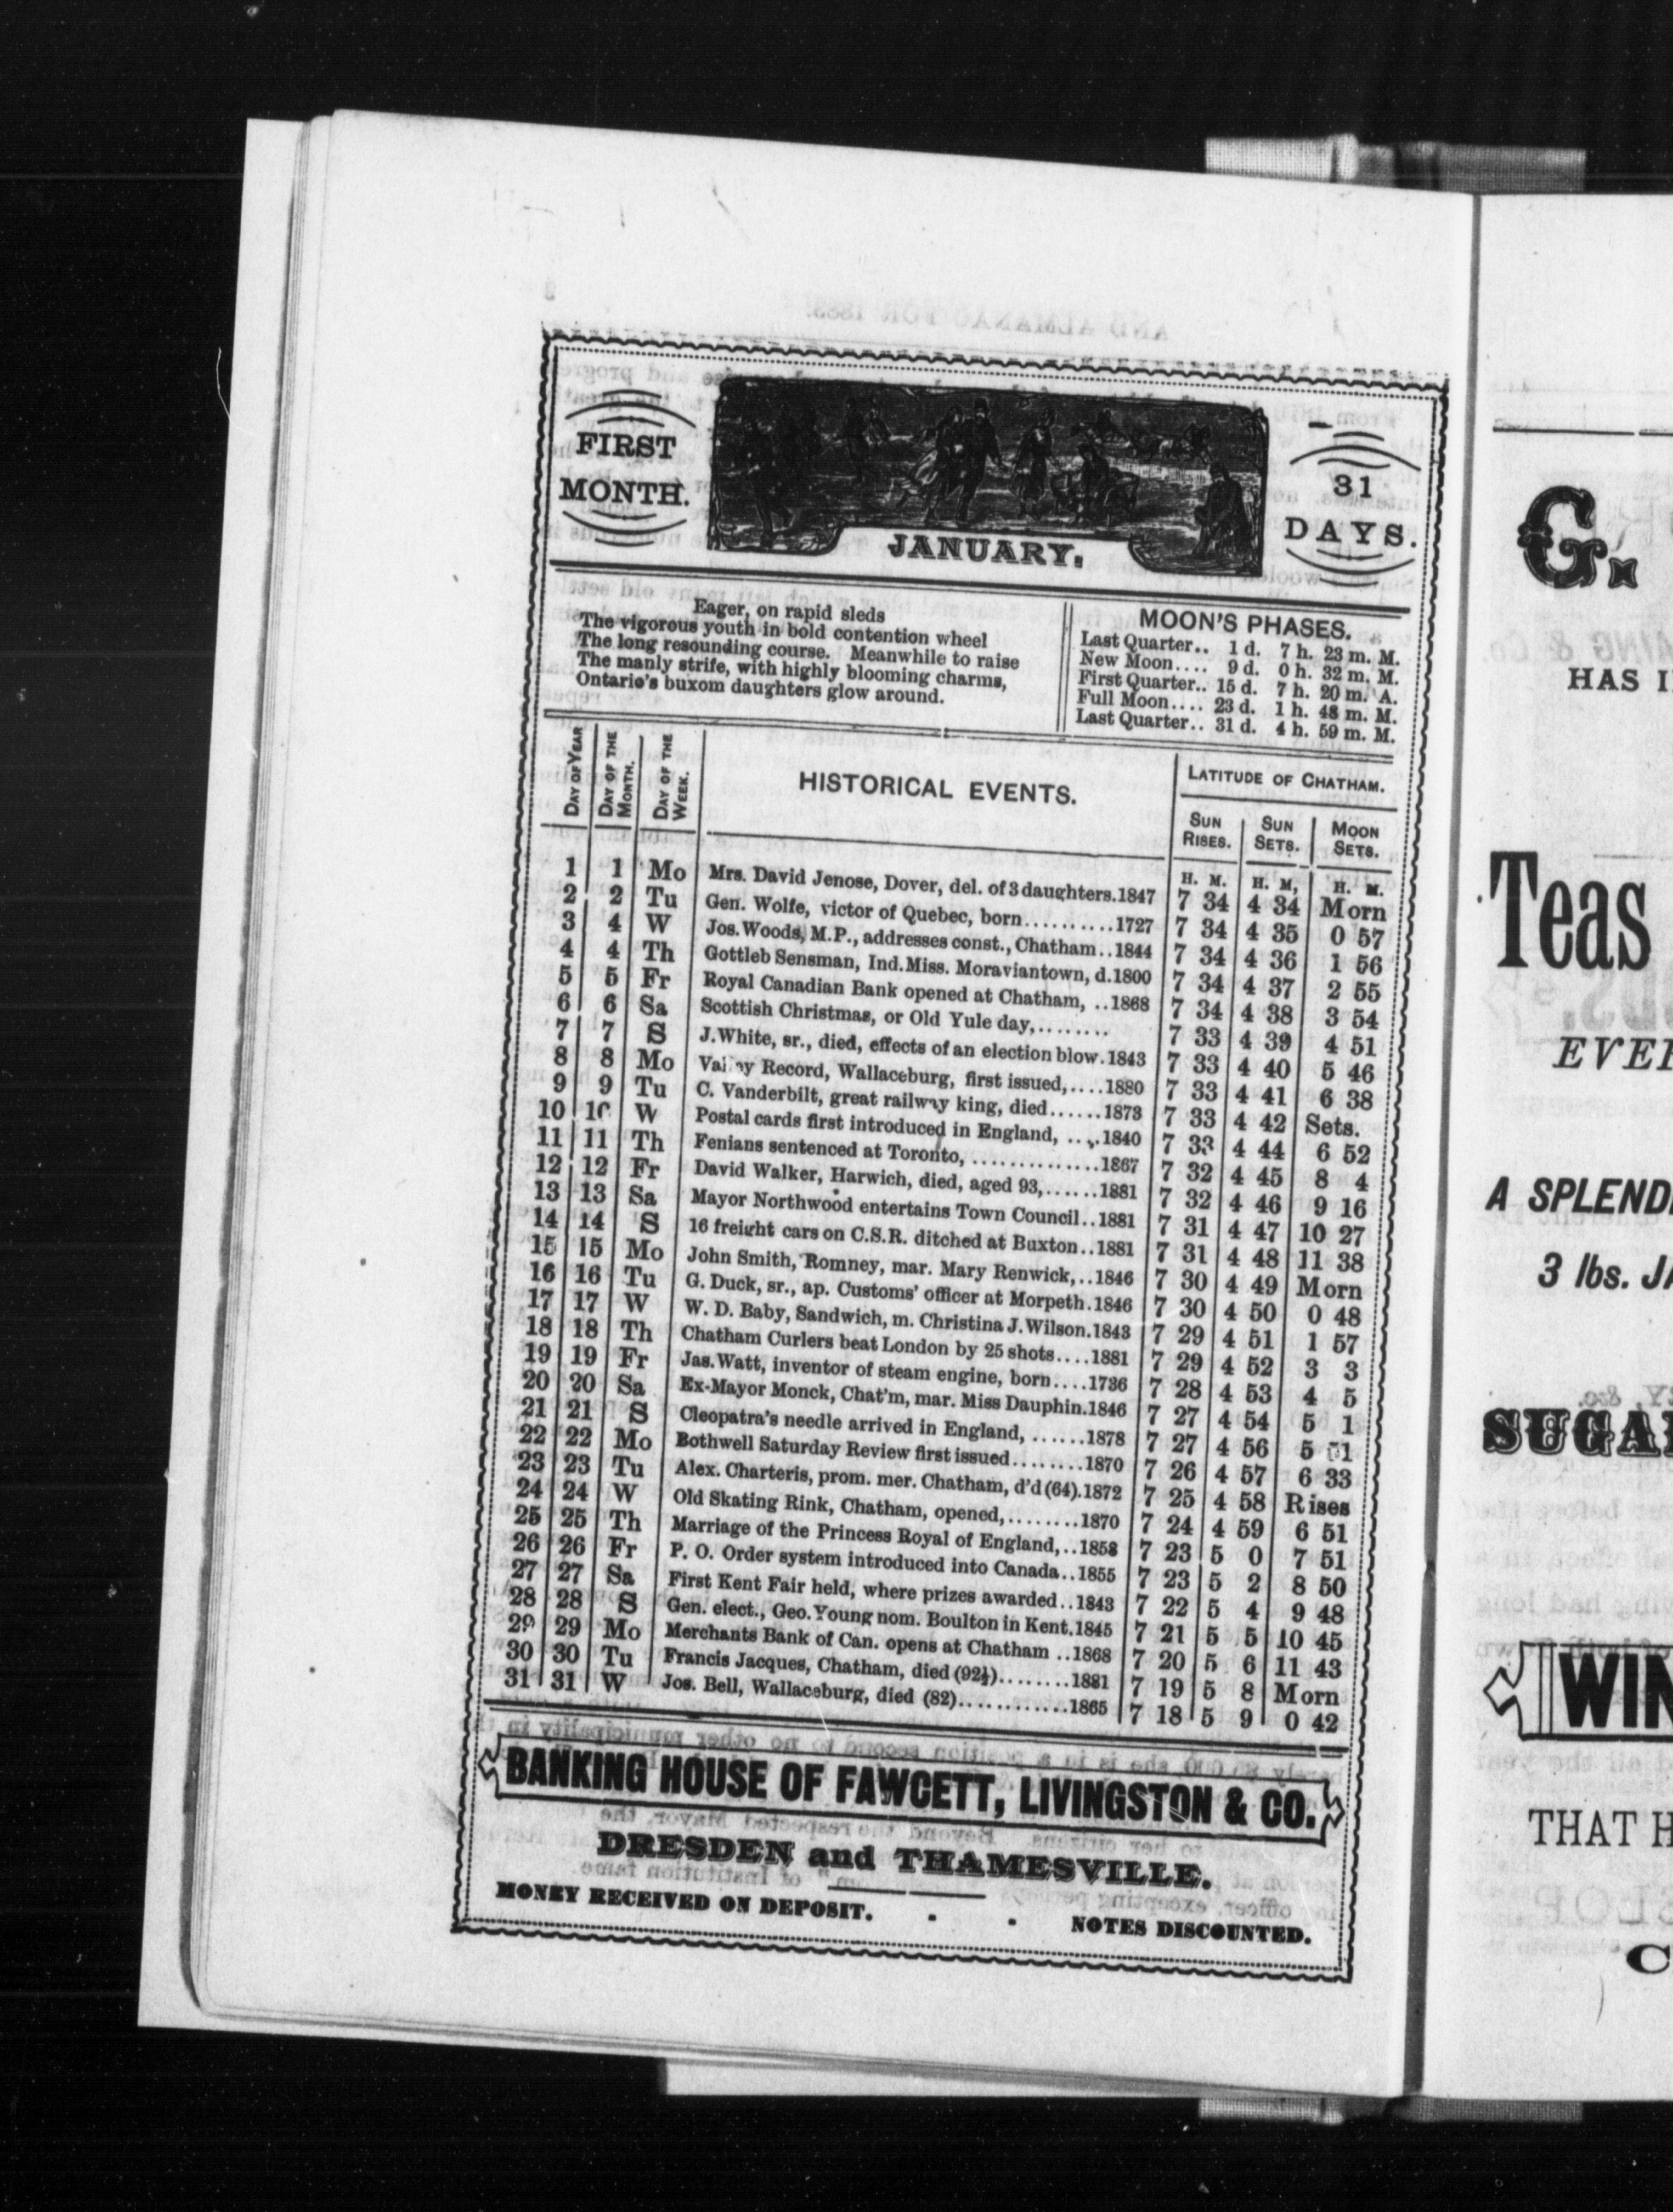 FIRST
MONTH.
JANUARY.
31
DAYS.
Eager, on rapid sleds
The vigorous youth in bold contention wheel
The long resounding course. Meanwhile to raise
The manly strife, with highly blooming charms,
Ontario's buxom daughters glow around.
MOON'S PHASES.
Last Quarter.. 1 d. 7 h. 23 m. M.
New Moon.... 9 d. 0 h. 32 m. M.
First Quarter.. 15 d. 7 h. 20 m. A.
Full Moon.... 23 d. 1 h. 48 m. M.
Last Quarter.. 31 d. 4 h. 59 m. M.
DAY OF YEAR
DAY OF THE MONTH.
DAY OF THE WEEK.
HISTORICAL EVENTS.
LATITUDE OF CHATHAM.
SUN RISES.
SUN SETS.
MOON SETS.
H. M. H. M, H. M.
1 1 Mo Mrs. David Jenose, Dover, del. of 3 daughters.1847 7 34 4 34 Morn
2 2 Tu Gen. Wolfe, victor of Quebec, born..........1727 7 34 4 35 0 57
3 4 W Jos. Woods, M.P., addresses const., Chatham..1844 7 34 4 36 1 56
4 4 Th Gottleb Sensman, Ind. Miss. Moraviantown, d.1800 7 34 4 37 2 55
5 5 Fr Royal Canadian Bank opened at Chatham, ..1868 7 34 4 38 3 54
6 6 Sa Scottish Christmas, or Old Yule day,........ 7 33 4 39 4 51
7 7 S J. White, sr., died, effects of an election blow.1843 7 33 4 40 5 46
8 8 Mo Record, Wallaceburg, first issued,....1880 7 33 4 41 6 38
9 9 Tu C. Vanderbilt, great railway king, died......1873 7 33 4 42 Sets.
10 10 W Postal cards first introduced in England, ....1840 7 33 4 44 6 52
11 11 Th Fenians sentenced at Toronto, ..............1867 7 32 4 45 8 4
12 12 Fr David Walker, Harwich, died, aged 93,......1881 7 32 4 46 9 16
13 13 Sa Mayor Northwood entertains Town Council..1881 7 31 4 47 10 27
14 14 S 16 freight cars on C.S.R. ditched at Buxton..1881 7 31 4 48 11 38
15 15 Mo John Smith, Romney, mar. Mary Renwick,..1846 7 30 4 49 Morn
16 16 Tu G. Duck, sr., ap. Customs' officer at Morpeth.1846 7 30 4 50 0 48
17 17 W W. D. Baby, Sandwich, m. Christina J. Wilson.1843 7 29 4 51 1 57
18 18 Th Chatham Curlers beat London by 25 shots....1881 7 29 4 52 3 3
19 19 Fr Jas. Watt, inventor of steam engine, born....1736 7 28 4 53 4 5
20 20 Sa Ex-Mayor Monck, Chat'm, mar. Miss Dauphin.1846 7 27 4 54 5 1
21 21 S Cleopatra's needle arrived in England, ......1878 7 27 4 56 5 51
22 22 Mo Bothwell Saturday Review first issued........1870 7 26 4 57 6 33
23 23 Tu Alex. Charteris, prom. mer. Chatham, d'd (64).1872 7 25 4 58 Rises
24 24 W Old Skating Rink, Chatham, opened,........1870 7 24 4 59 6 51
25 25 Th Marriage of the Princess Royal of England,..1858 7 23 5 0 7 51
26 26 Fr P. O. Order system introduced into Canada..1855 7 23 5 2 8 50
27 27 Sa First Kent Fair held, where prizes awarded..1843 7 22 5 4 9 48
28 28 S Gen. elect., Geo. Young nom. Boulton in Kent.1845 7 21 5 5 10 45
29 29 Mo Merchants Bank of Can. opens at Chatham ..1868 7 20 5 6 11 43
30 30 Tu Francis Jacques, Chatham, died (92½)........1881 7 19 5 8 Morn
31 31 W Jos. Bell, Wallaceburg, died (82)............1865 7 18 5 9 0 42
BANKING HOUSE OF FAWCETT, LIVINGSTON & CO.
DRESDEN and THAMESVILLE.
MONEY RECEIVED ON DEPOSIT. - - NOTES DISCOUNTED.
G.
HAS
Teas
A
3 lbs.
THAT